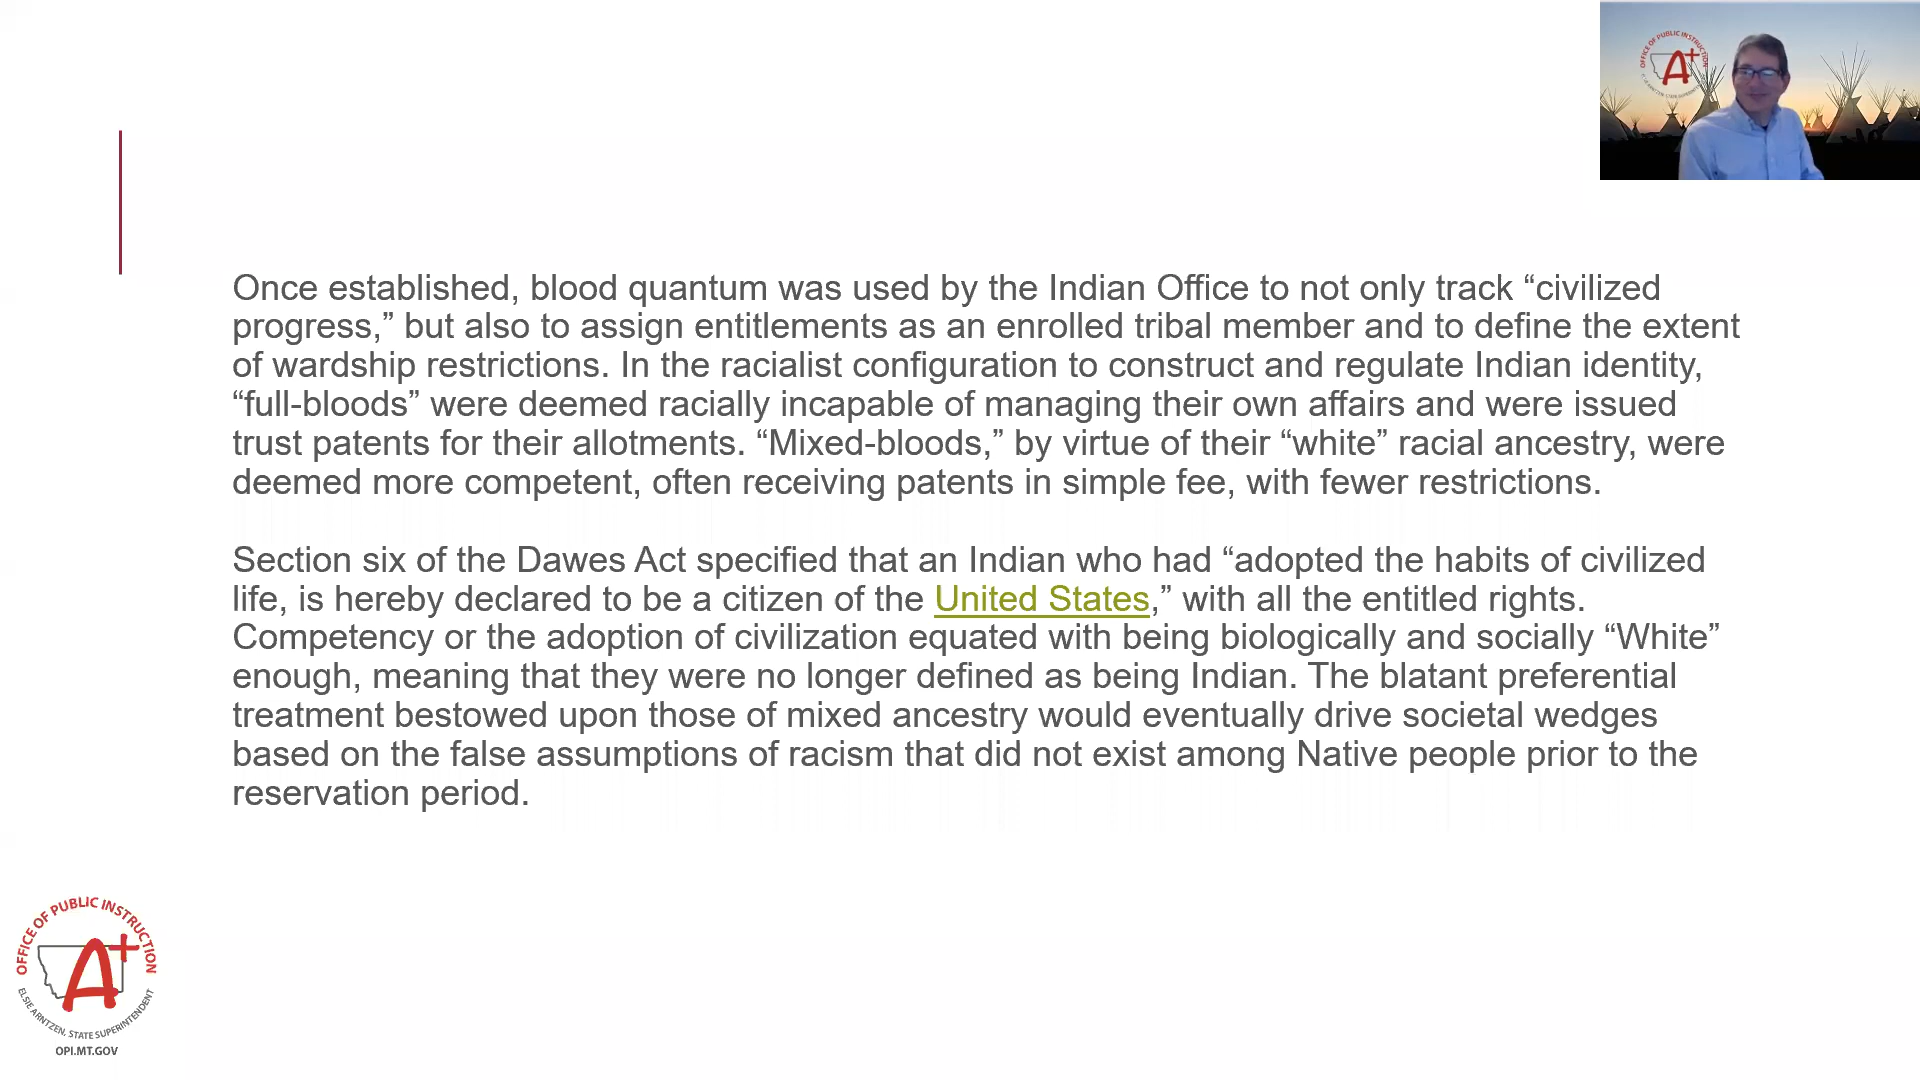 OFFICE OF PUBLIC INSTRUCTION
A+
Once established, blood quantum was used by the Indian Office to not only track “civilized
progress,” but also to assign entitlements as an enrolled tribal member and to define the extent
of wardship restrictions. In the racialist configuration to construct and regulate Indian identity,
“full-bloods” were deemed racially incapable of managing their own affairs and were issued
trust patents for their allotments. “Mixed-bloods,” by virtue of their “white” racial ancestry, were
deemed more competent, often receiving patents in simple fee, with fewer restrictions.
Section six of the Dawes Act specified that an Indian who had “adopted the habits of civilized
life, is hereby declared to be a citizen of the United States,” with all the entitled rights.
Competency or the adoption of civilization equated with being biologically and socially “White”
enough, meaning that they were no longer defined as being Indian. The blatant preferential
treatment bestowed upon those of mixed ancestry would eventually drive societal wedges
based on the false assumptions of racism that did not exist among Native people prior to the
reservation period.
OFFICE OF PUBLIC INSTRUCTION
A+
ELSIE ARNTZEN, STATE SUPERINTENDENT
OPI.MT.GOV